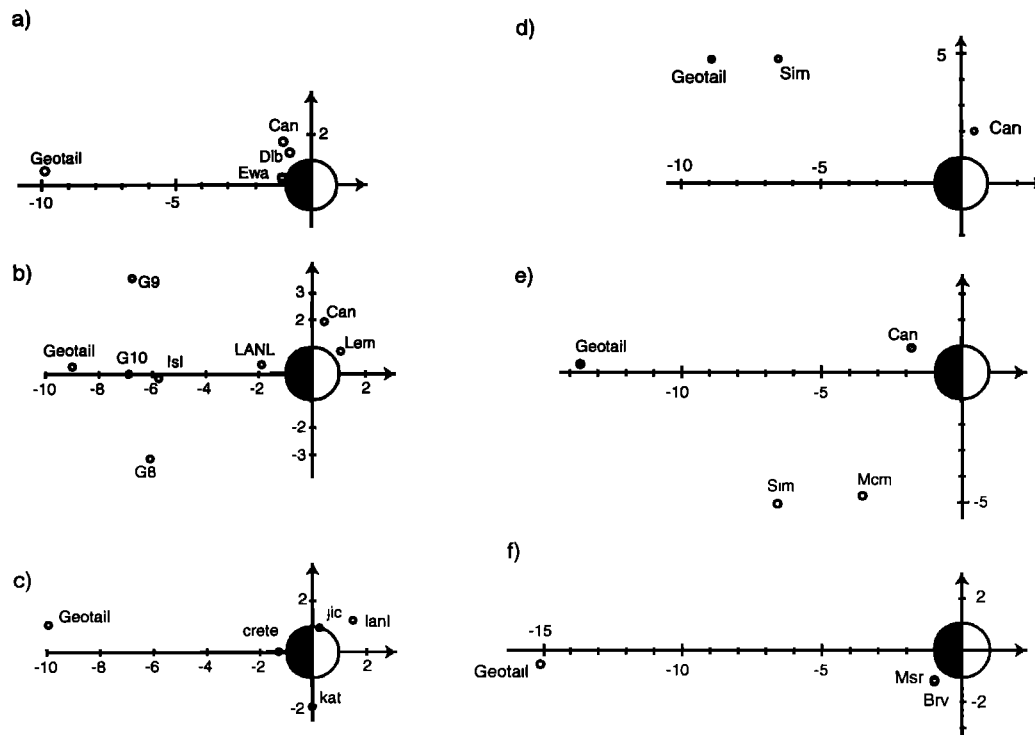 a)
Can
2
Geotail
Dib
Ewa
-10
-5
b)
G9
3
Can
2
Geotail
G10
Isl
LANL
Lem
-10
-8
-6
-4
-2
2
-2
-3
G8
c)
Geotail
2
jic
lanl
crete
-10
-8
-6
-4
-2
2
-2
kat
d)
5
Geotail
Sim
Can
-10
-5
e)
Geotail
Can
-10
-5
Sim
Mcm
-5
f)
2
-15
-10
-5
Geotail
Msr
Brv
-2